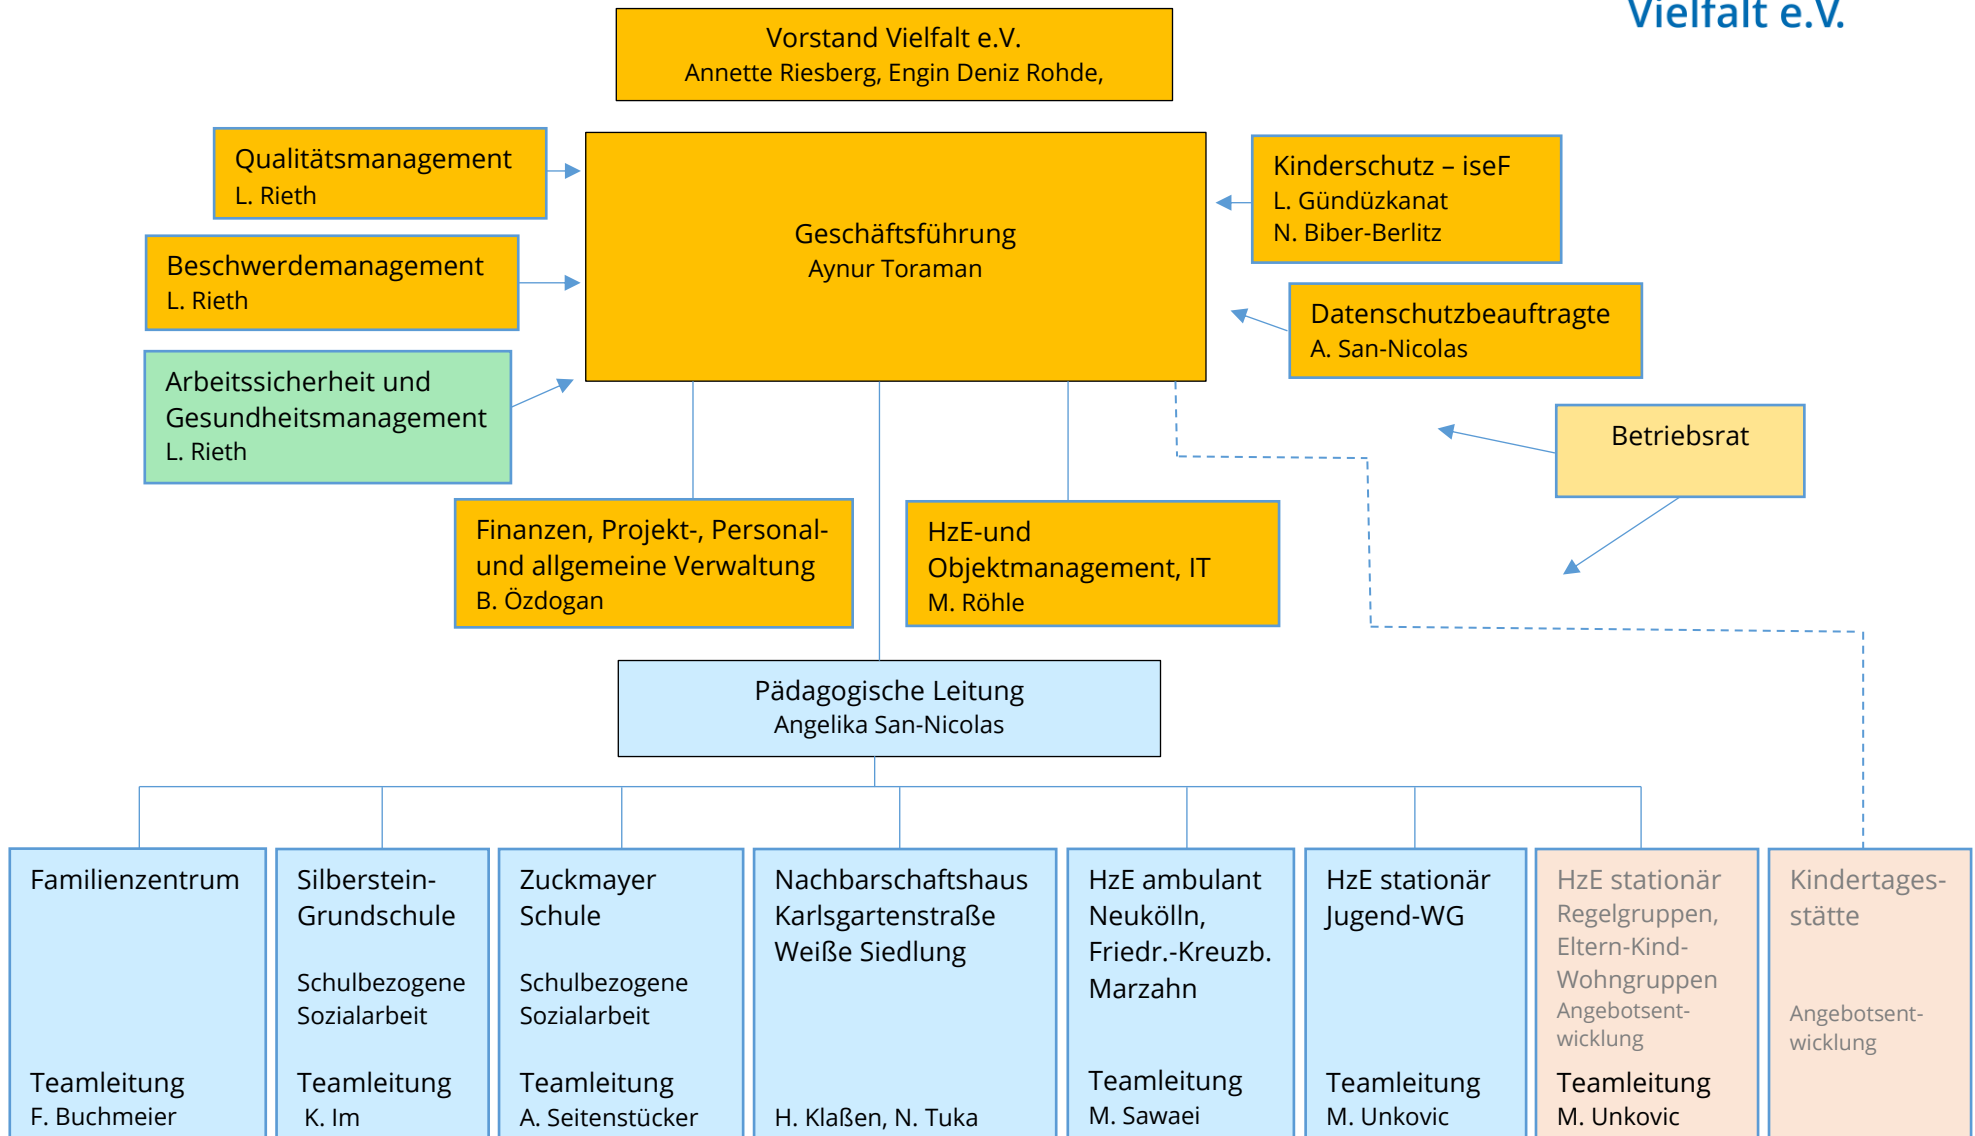 Vielfalt e.V.
Vorstand Vielfalt e.V.
Annette Riesberg, Engin Deniz Rohde,
Qualitätsmanagement
L. Rieth
Beschwerdemanagement
L. Rieth
Arbeitssicherheit und
Gesundheitsmanagement
L. Rieth
Geschäftsführung
Aynur Toraman
Kinderschutz – iseF
L. Gündüzkanat
N. Biber-Berlitz
Datenschutzbeauftragte
A. San-Nicolas
Betriebsrat
Finanzen, Projekt-, Personal-
und allgemeine Verwaltung
B. Özdogan
HzE-und
Objektmanagement, IT
M. Röhle
Pädagogische Leitung
Angelika San-Nicolas
Familienzentrum
Teamleitung
F. Buchmeier
Silberstein-
Grundschule
Schulbezogene
Sozialarbeit
Teamleitung
K. Im
Zuckmayer
Schule
Schulbezogene
Sozialarbeit
Teamleitung
A. Seitenstücker
Nachbarschaftshaus
Karlsgartenstraße
Weiße Siedlung
H. Klaßen, N. Tuka
HzE ambulant
Neukölln,
Friedr.-Kreuzb.
Marzahn
Teamleitung
M. Sawaei
HzE stationär
Jugend-WG
Teamleitung
M. Unkovic
HzE stationär
Regelgruppen,
Eltern-Kind-
Wohngruppen
Angebotsent-
wicklung
Teamleitung
M. Unkovic
Kindertages-
stätte
Angebotsent-
wicklung